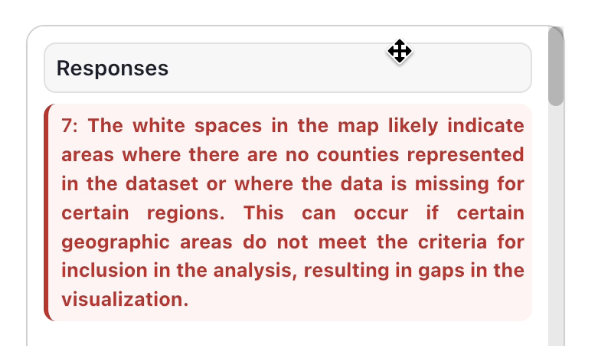 Responses
7: The white spaces in the map likely indicate
areas where there are no counties represented
in the dataset or where the data is missing for
certain regions. This can occur if certain
geographic areas do not meet the criteria for
inclusion in the analysis, resulting in gaps in the
visualization.